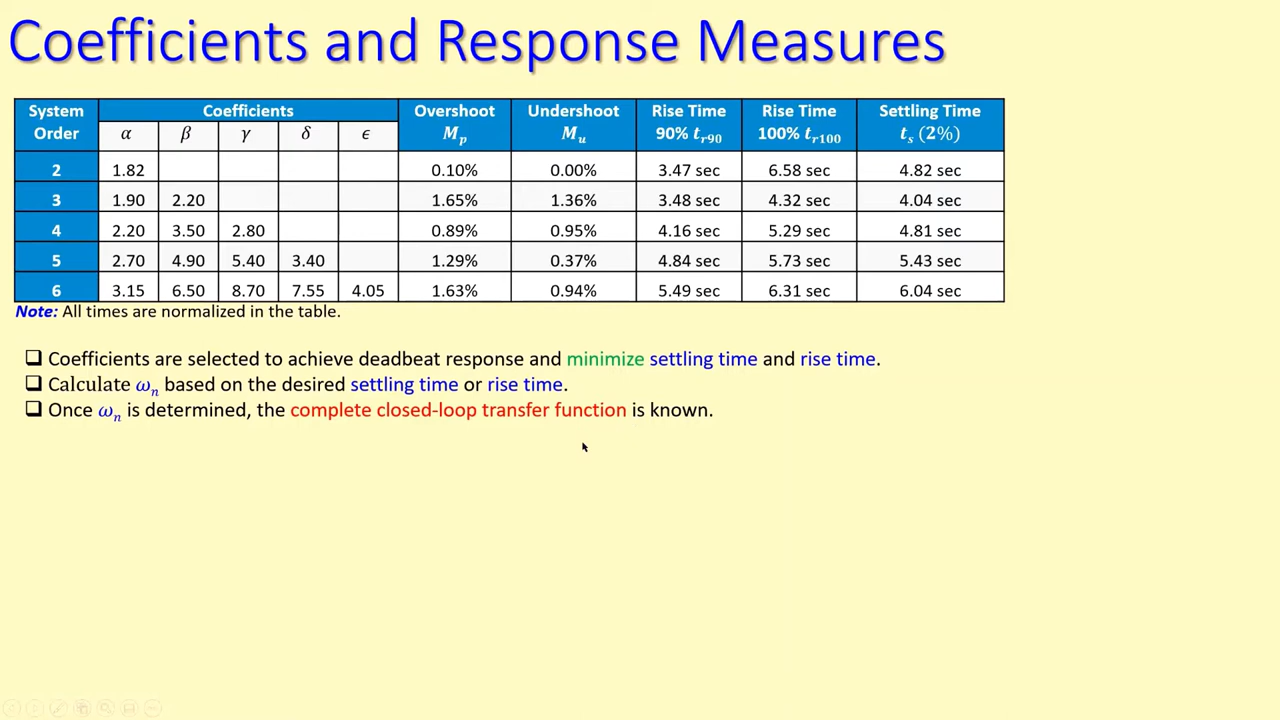 Coefficients and Response Measures
System Order Coefficients Overshoot Mp Undershoot Mu Rise Time 90% tr90 Rise Time 100% tr100 Settling Time ts (2%)
α β γ δ ϵ
2 1.82 0.10% 0.00% 3.47 sec 6.58 sec 4.82 sec
3 1.90 2.20 1.65% 1.36% 3.48 sec 4.32 sec 4.04 sec
4 2.20 3.50 2.80 0.89% 0.95% 4.16 sec 5.29 sec 4.81 sec
5 2.70 4.90 5.40 3.40 1.29% 0.37% 4.84 sec 5.73 sec 5.43 sec
6 3.15 6.50 8.70 7.55 4.05 1.63% 0.94% 5.49 sec 6.31 sec 6.04 sec
Note: All times are normalized in the table.
❑ Coefficients are selected to achieve deadbeat response and minimize settling time and rise time.
❑ Calculate ωn based on the desired settling time or rise time.
❑ Once ωn is determined, the complete closed-loop transfer function is known.